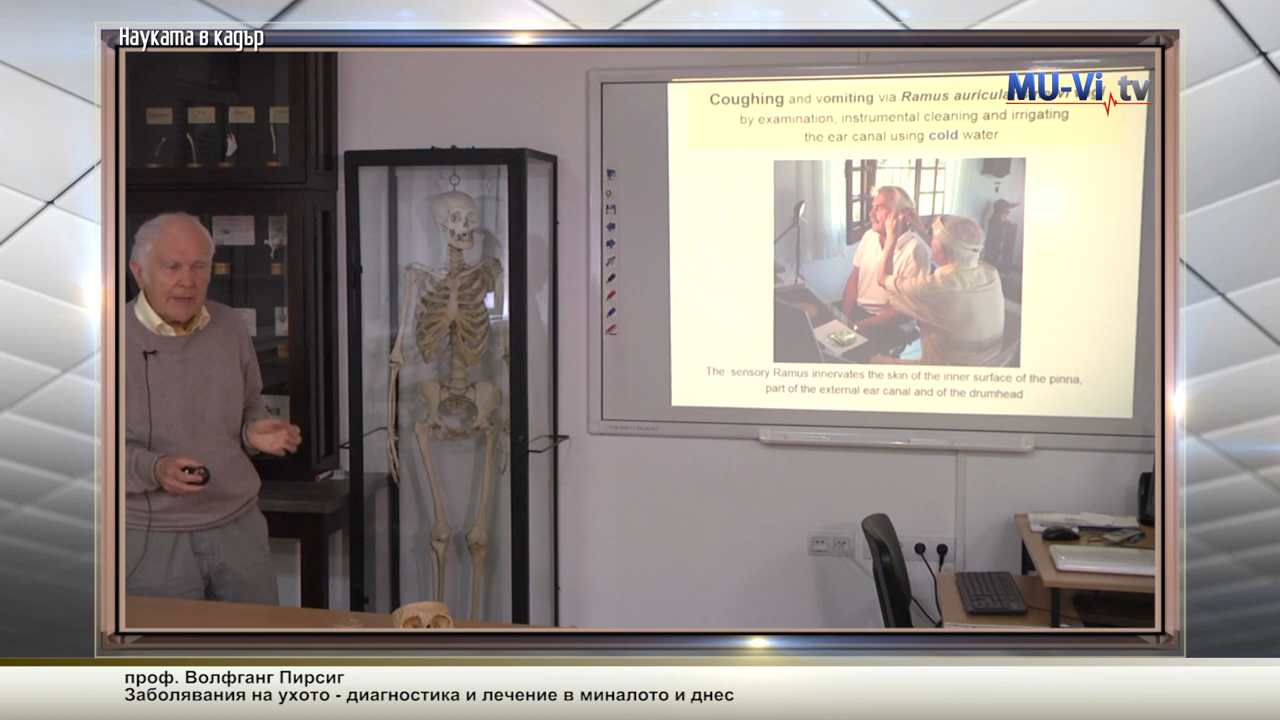 Науката в кадър
MU-Vi tv
Coughing and vomiting via Ramus auricula
by examination, instrumental cleaning and irrigating
the ear canal using cold water
The sensory Ramus innervates the skin of the inner surface of the pinna,
part of the external ear canal and of the drumhead
проф. Волфганг Пирсиг
Заболявания на ухото - диагностика и лечение в миналото и днес